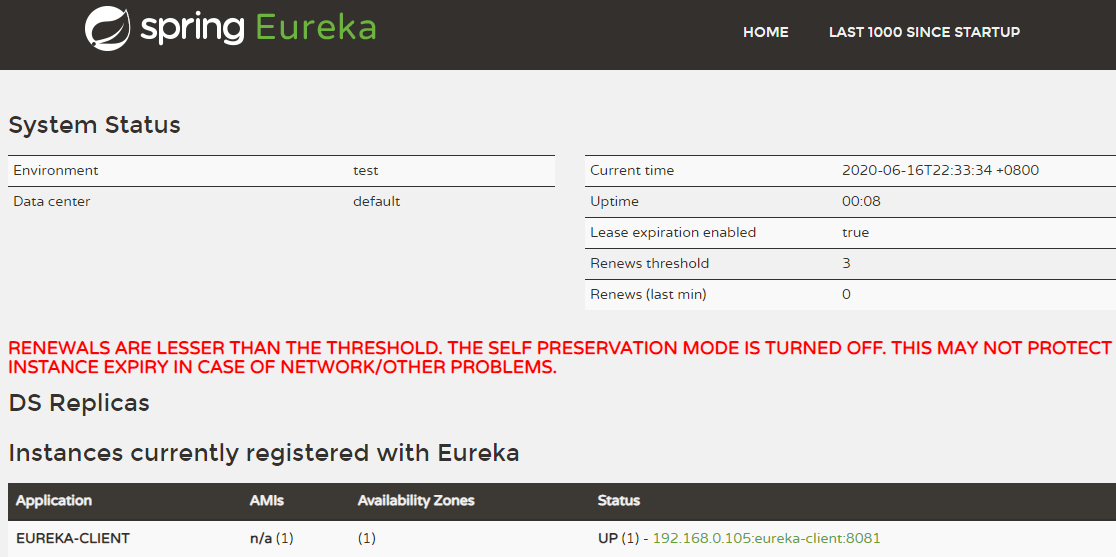 spring Eureka
HOME LAST 1000 SINCE STARTUP
System Status
Environment test
Data center default
Current time 2020-06-16T22:33:34 +0800
Uptime 00:08
Lease expiration enabled true
Renews threshold 3
Renews (last min) 0
RENEWALS ARE LESSER THAN THE THRESHOLD. THE SELF PRESERVATION MODE IS TURNED OFF. THIS MAY NOT PROTECT
INSTANCE EXPIRY IN CASE OF NETWORK/OTHER PROBLEMS.
DS Replicas
Instances currently registered with Eureka
Application AMIs Availability Zones Status
EUREKA-CLIENT n/a (1) (1) UP (1) - 192.168.0.105:eureka-client:8081